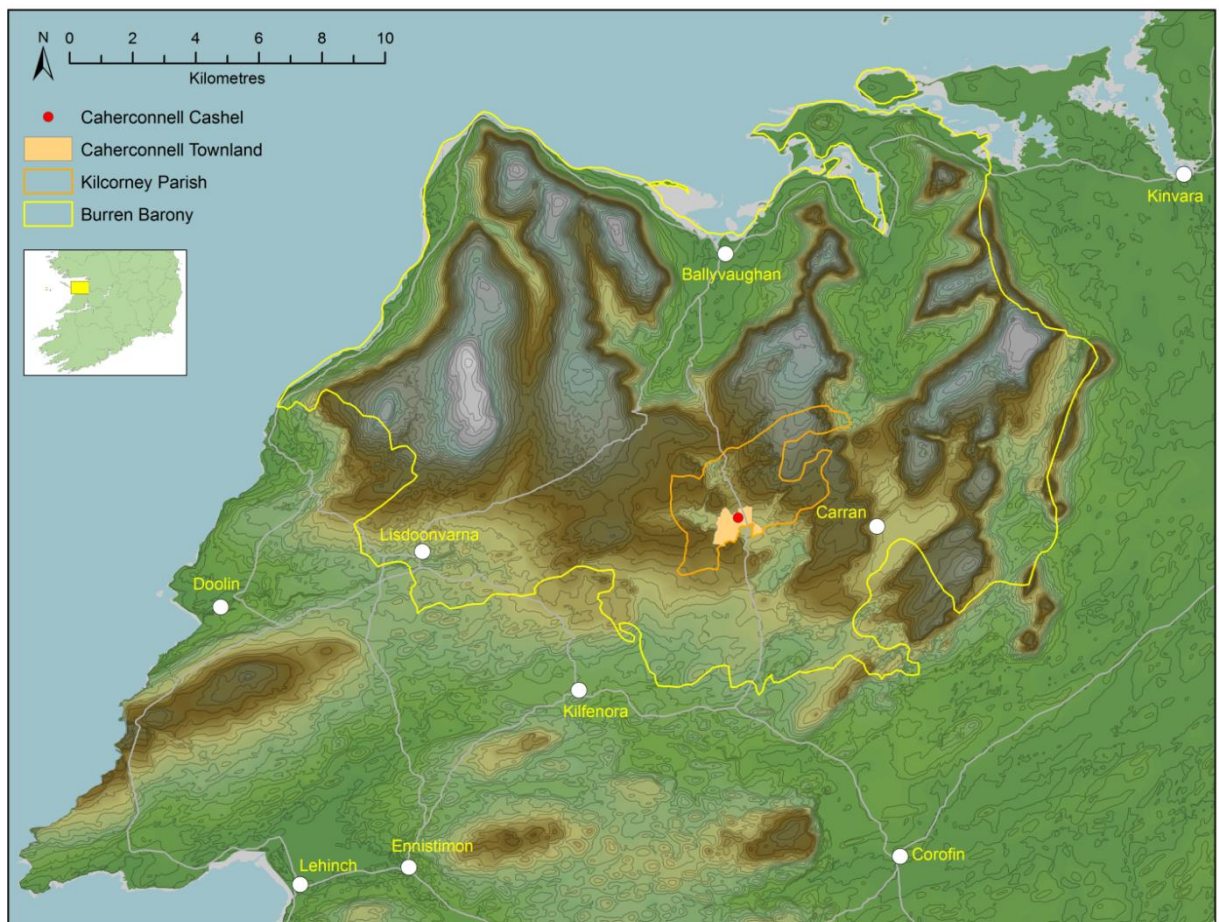 N
0 2 4 6 8 10
Kilometres
Caherconnell Cashel
Caherconnell Townland
Kilcorney Parish
Burren Barony
Kinvara
Ballyvaughan
Carran
Lisdoonvarna
Doolin
Kilfenora
Ennistimon
Lehinch
Corofin